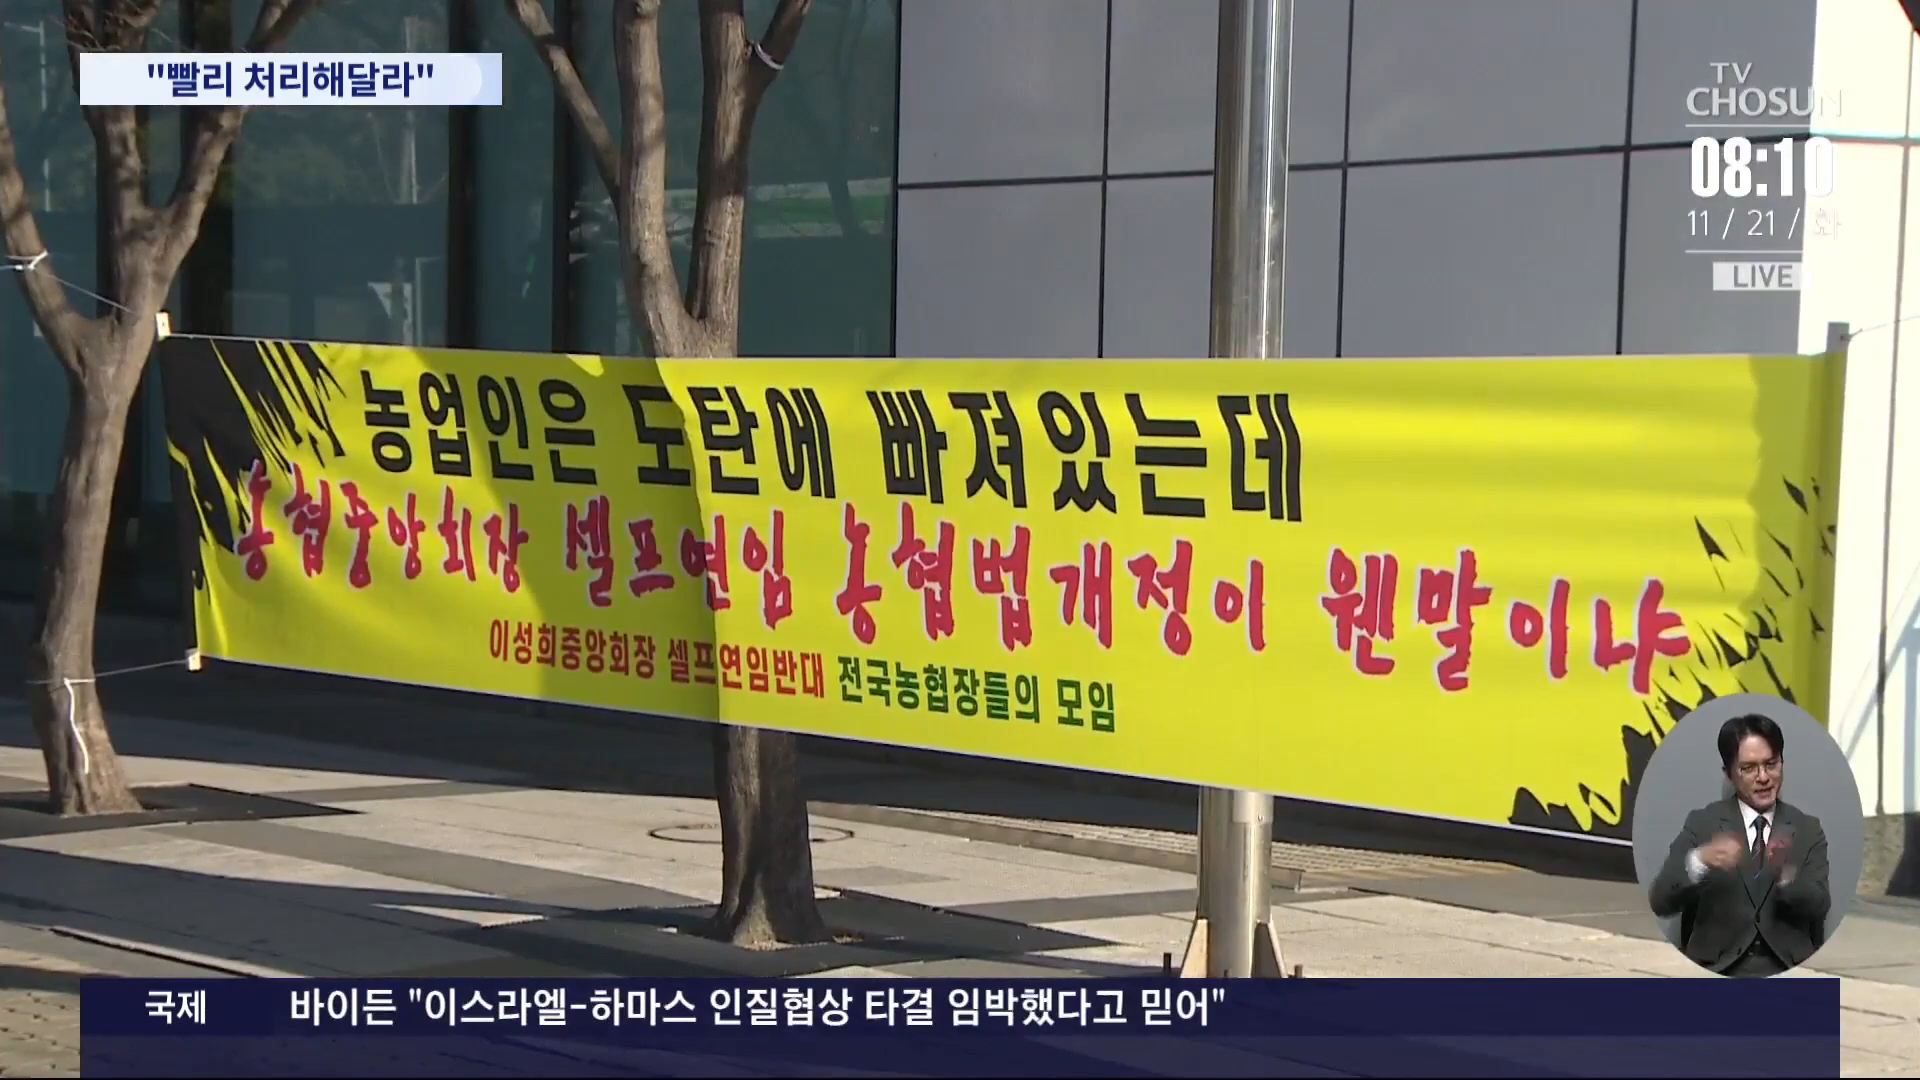 "빨리 처리해달라"
TV
CHOSUN
08:10
11 / 21 / 화
LIVE
농업인은 도탄에 빠져있는데
농협중앙회장 셀프연임 농협법개정이 웬말이냐
이성희중앙회장 셀프연임반대 전국농협장들의 모임
국제 바이든 "이스라엘-하마스 인질협상 타결 임박했다고 믿어"